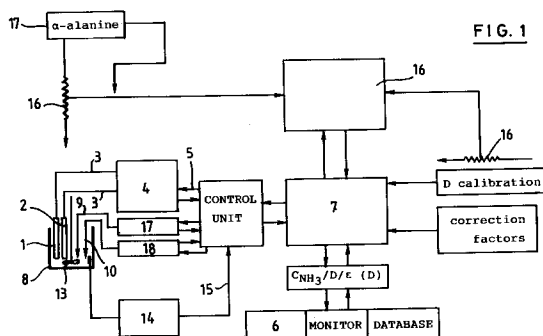 17
α-alanine
FIG.1
16
16
16
3
5
4
D calibration
2
9
3
CONTROL
UNIT
7
correction
factors
1
17
18
8
10
13
C NH3/D/ε (D)
15
14
6
MONITOR
DATABASE